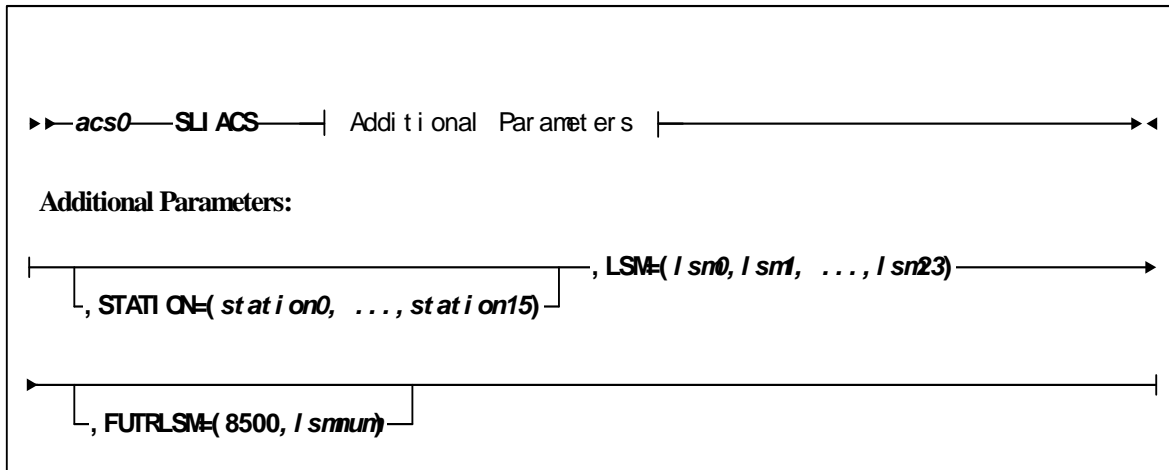 acs0 SLIACS Additional Parameters
Additional Parameters:
, LSM=(lsm0, lsm1, ..., lsm23)
, STATION=(station0, ..., station15)
, FUTRLSM=(8500, lsmnum)